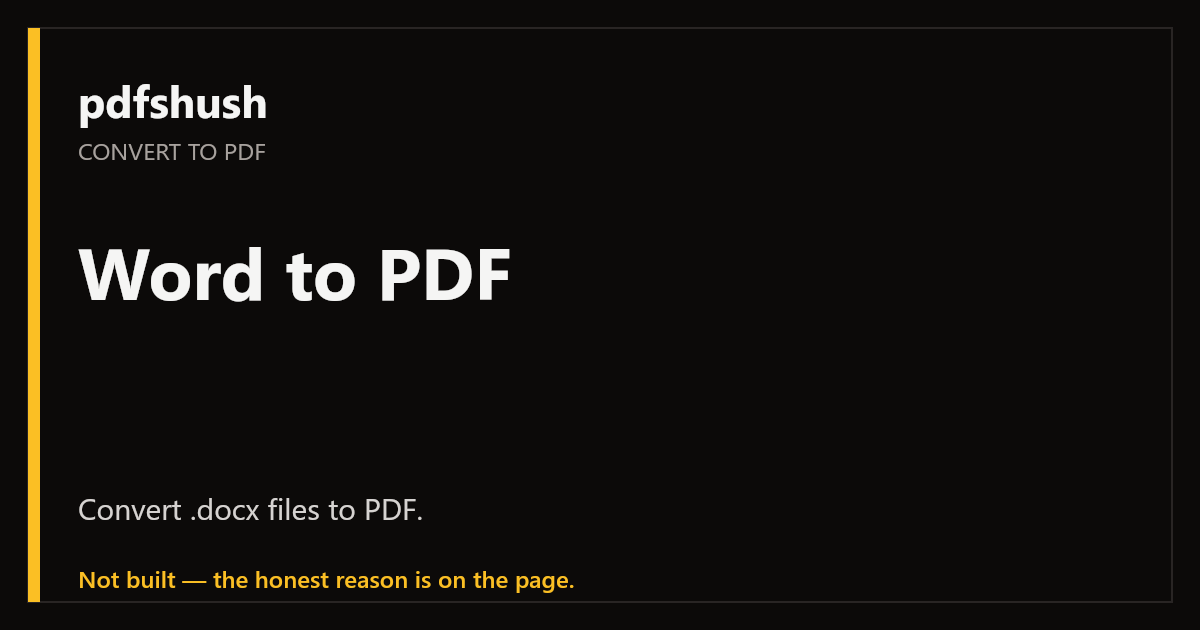 pdfshush
CONVERT TO PDF
Word to PDF
Convert .docx files to PDF.
Not built — the honest reason is on the page.